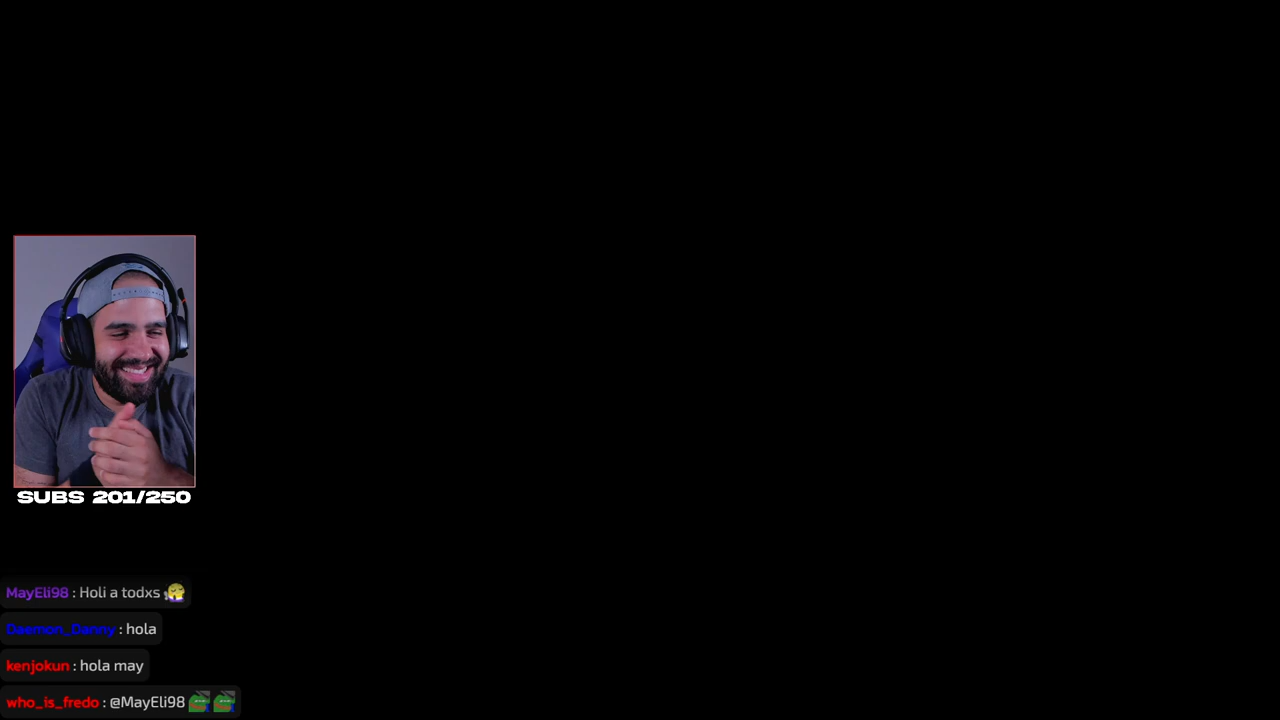 SUBS 201/250
MayEli98 : Holi a todxs
Daemon_Danny : hola
kenjokun : hola may
who_is_fredo : @MayEli98